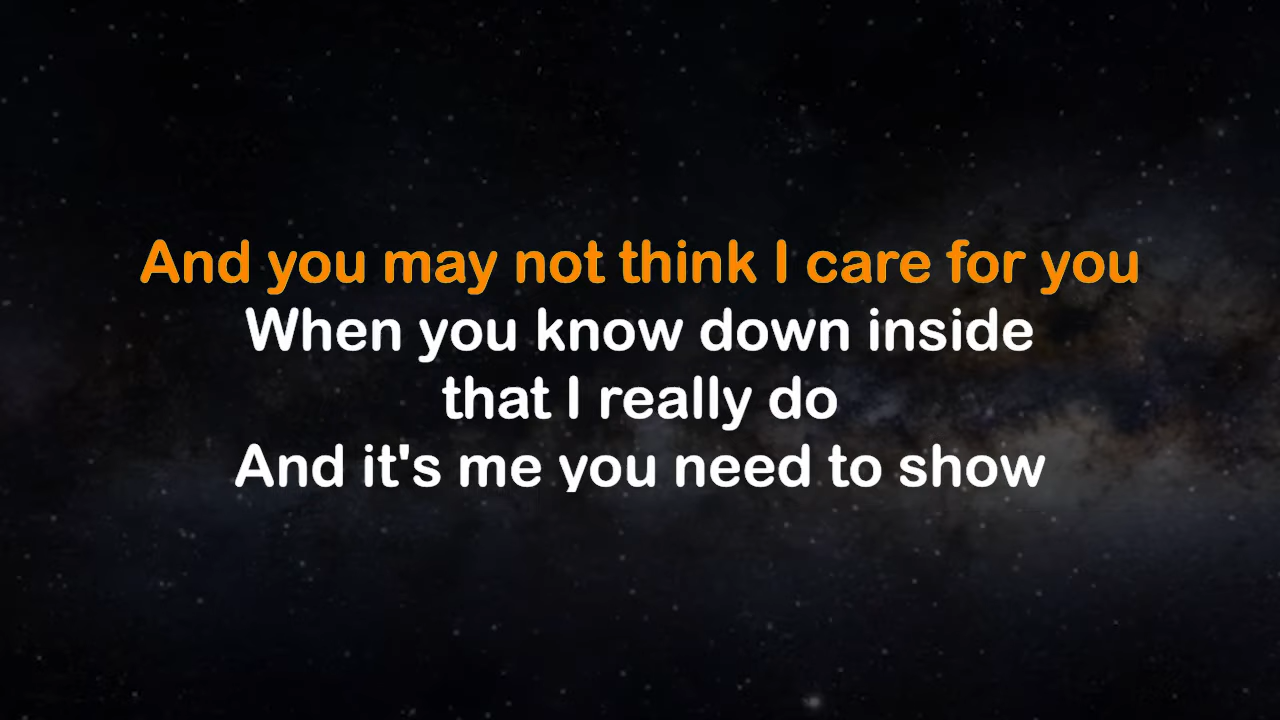 And you may not think I care for you
When you know down inside
that I really do
And it's me you need to show